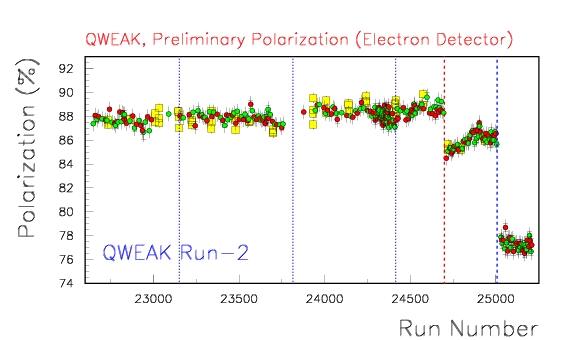 QWEAK, Preliminary Polarization (Electron Detector)
Polarization (%)
92
90
88
86
84
82
80
78
76
74
QWEAK Run-2
23000 23500 24000 24500 25000
Run Number